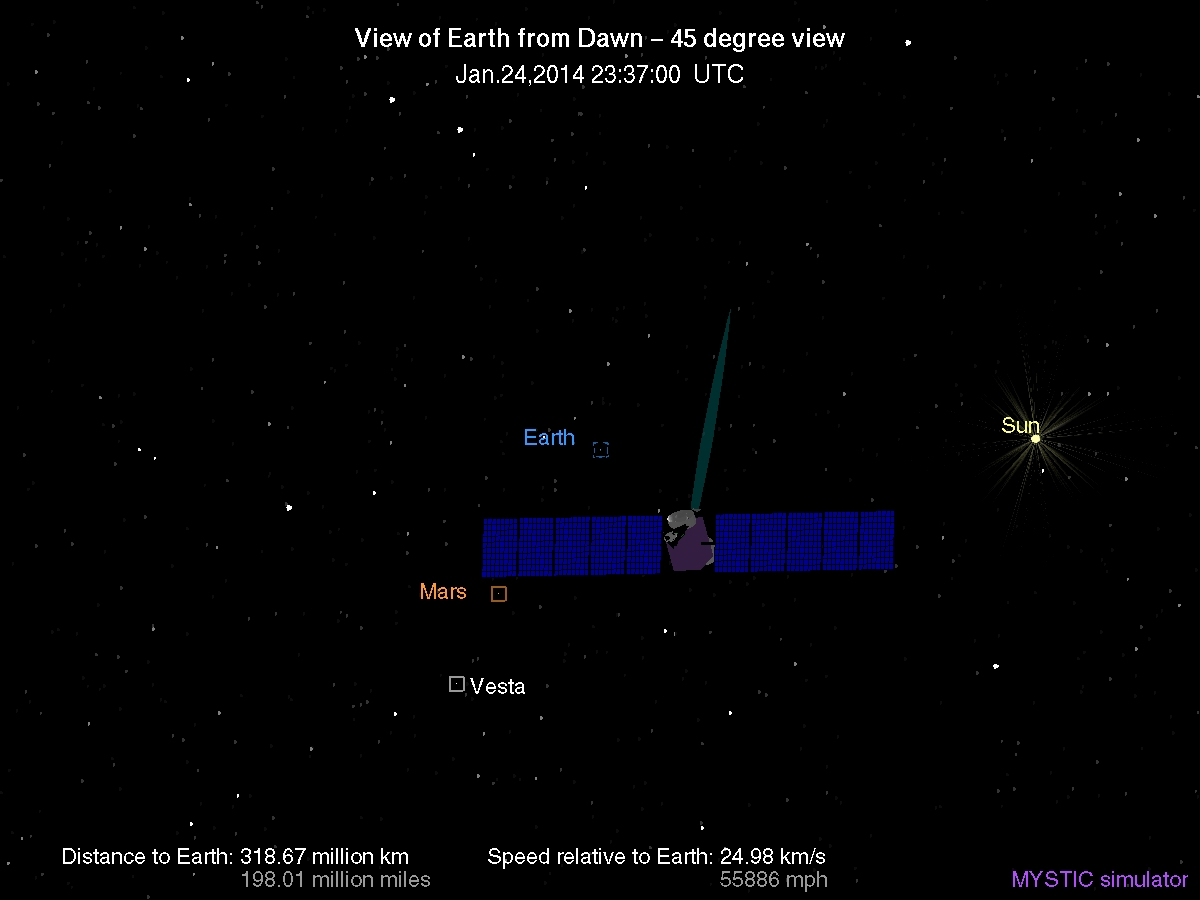 View of Earth from Dawn – 45 degree view
Jan.24,2014 23:37:00 UTC
Sun
Earth
Mars
Vesta
Distance to Earth: 318.67 million km
198.01 million miles
Speed relative to Earth: 24.98 km/s
55886 mph
MYSTIC simulator